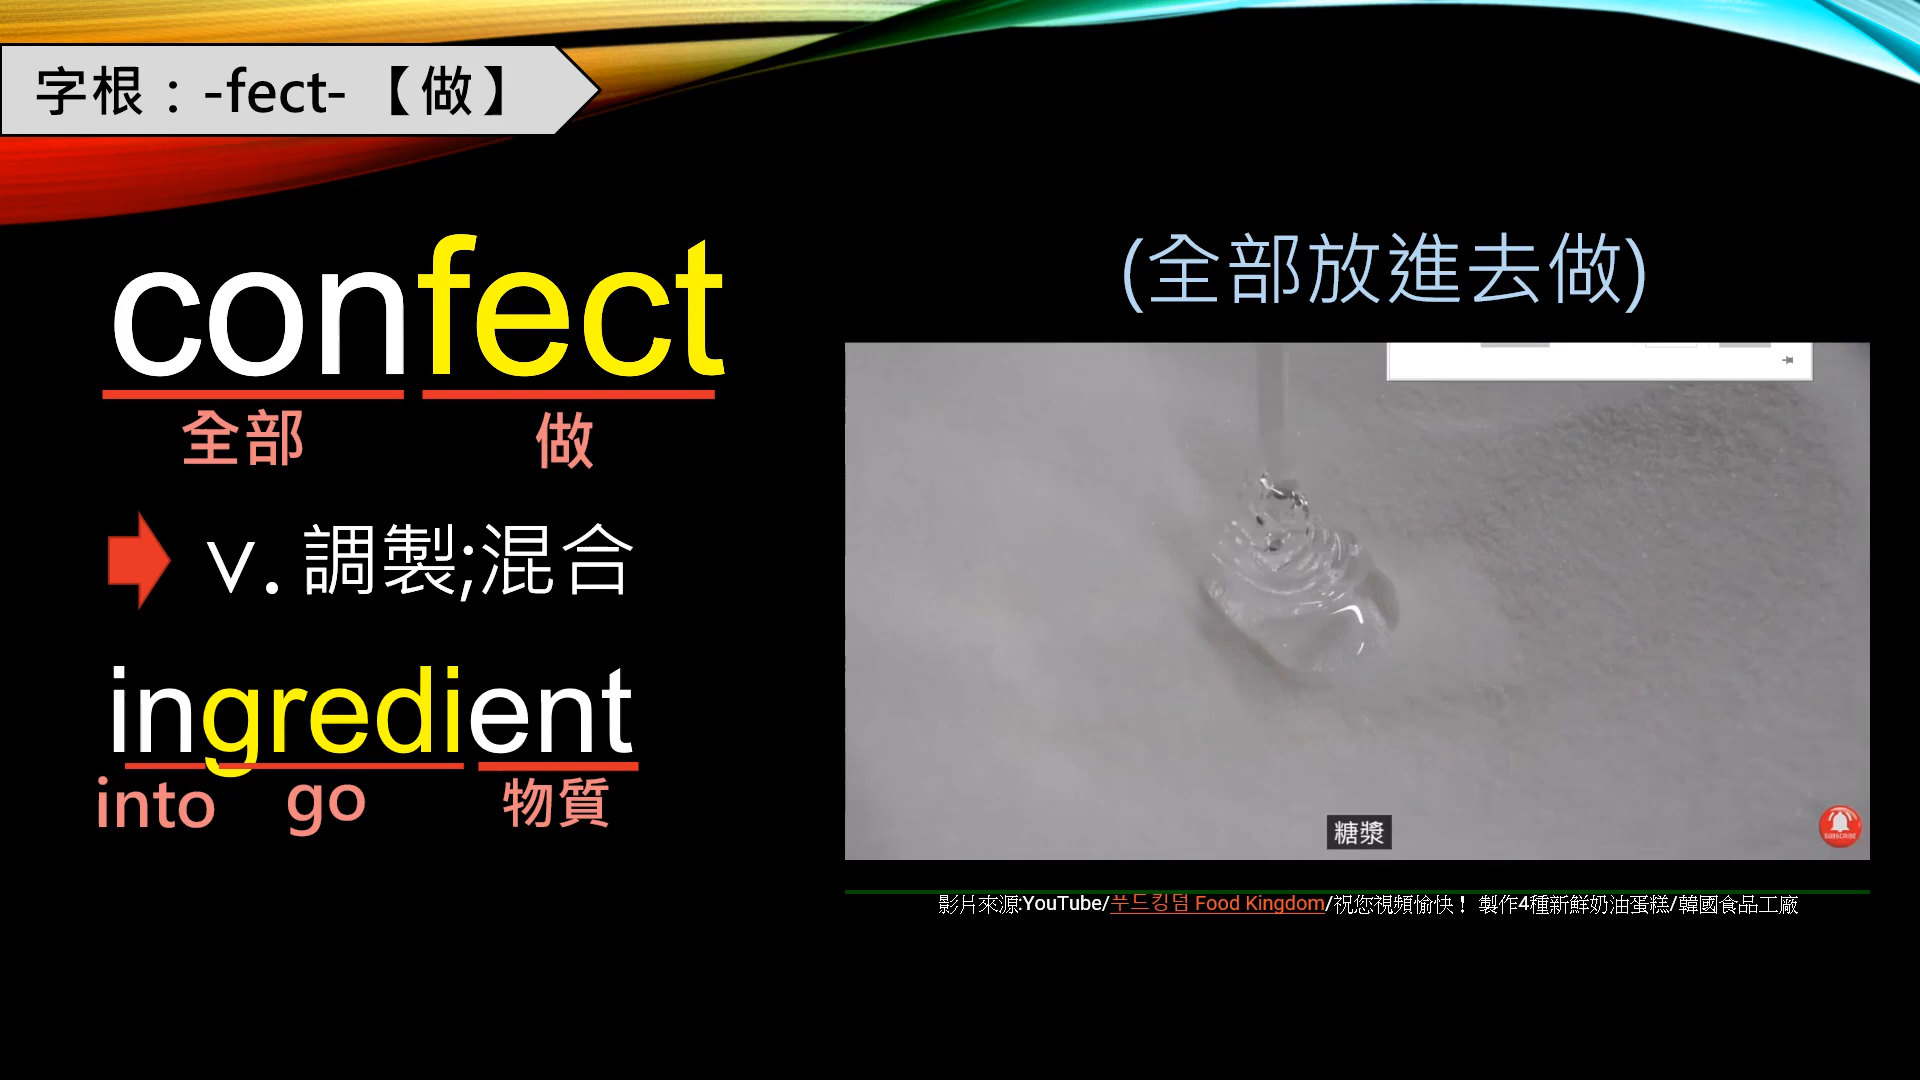 字根：-fect-【做】
confect
全部 做
(全部放進去做)
v. 調製;混合
ingredient
into go 物質
糖漿
SUBSCRIBE
影片來源:YouTube/푸드킹덤 Food Kingdom/祝您視頻愉快！ 製作4種新鮮奶油蛋糕/韓國食品工廠